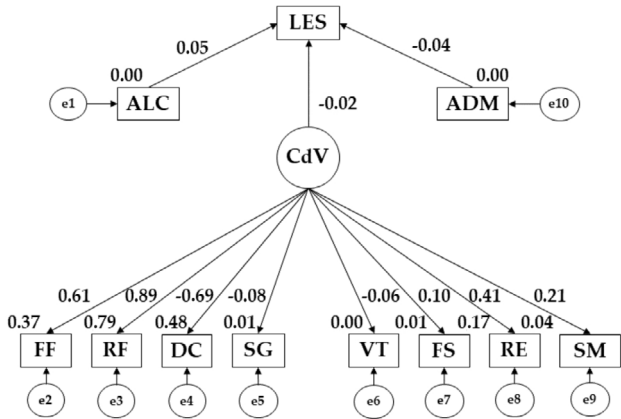 LES
0.05
-0.04
0.00
0.00
e1
ALC
ADM
e10
-0.02
CdV
0.61
0.89
-0.69
-0.08
-0.06
0.10
0.41
0.21
0.37
0.79
0.48
0.01
0.00
0.01
0.17
0.04
FF
RF
DC
SG
VT
FS
RE
SM
e2
e3
e4
e5
e6
e7
e8
e9